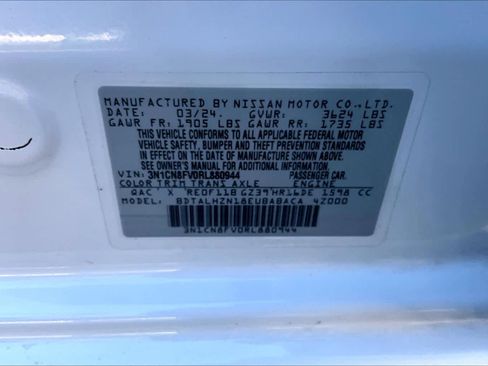 MANUFACTURED BY NISSAN MOTOR CO.,LTD.
DATE: 03/24. GVWR: 3624 LBS
GAWR FR: 1905 LBS GAWR RR: 1735 LBS
THIS VEHICLE CONFORMS TO ALL APPLICABLE FEDERAL MOTOR
VEHICLE SAFETY, BUMPER AND THEFT PREVENTION STANDARDS
IN EFFECT ON THE DATE OF MANUFACTURE SHOWN ABOVE.
SEE OWNER'S MANUAL FOR ADDITIONAL INFORMATION.
VIN: 3N1CN8FV0RL880944 PASSENGER CAR.
COLOR TRIM TRANS AXLE ENGINE
QAC X RE0F11B GZ39 HR16DE 1598 CC
MODEL BDTALHZN18EUBABACA 4Z000
3N1CN8FV0RL880944